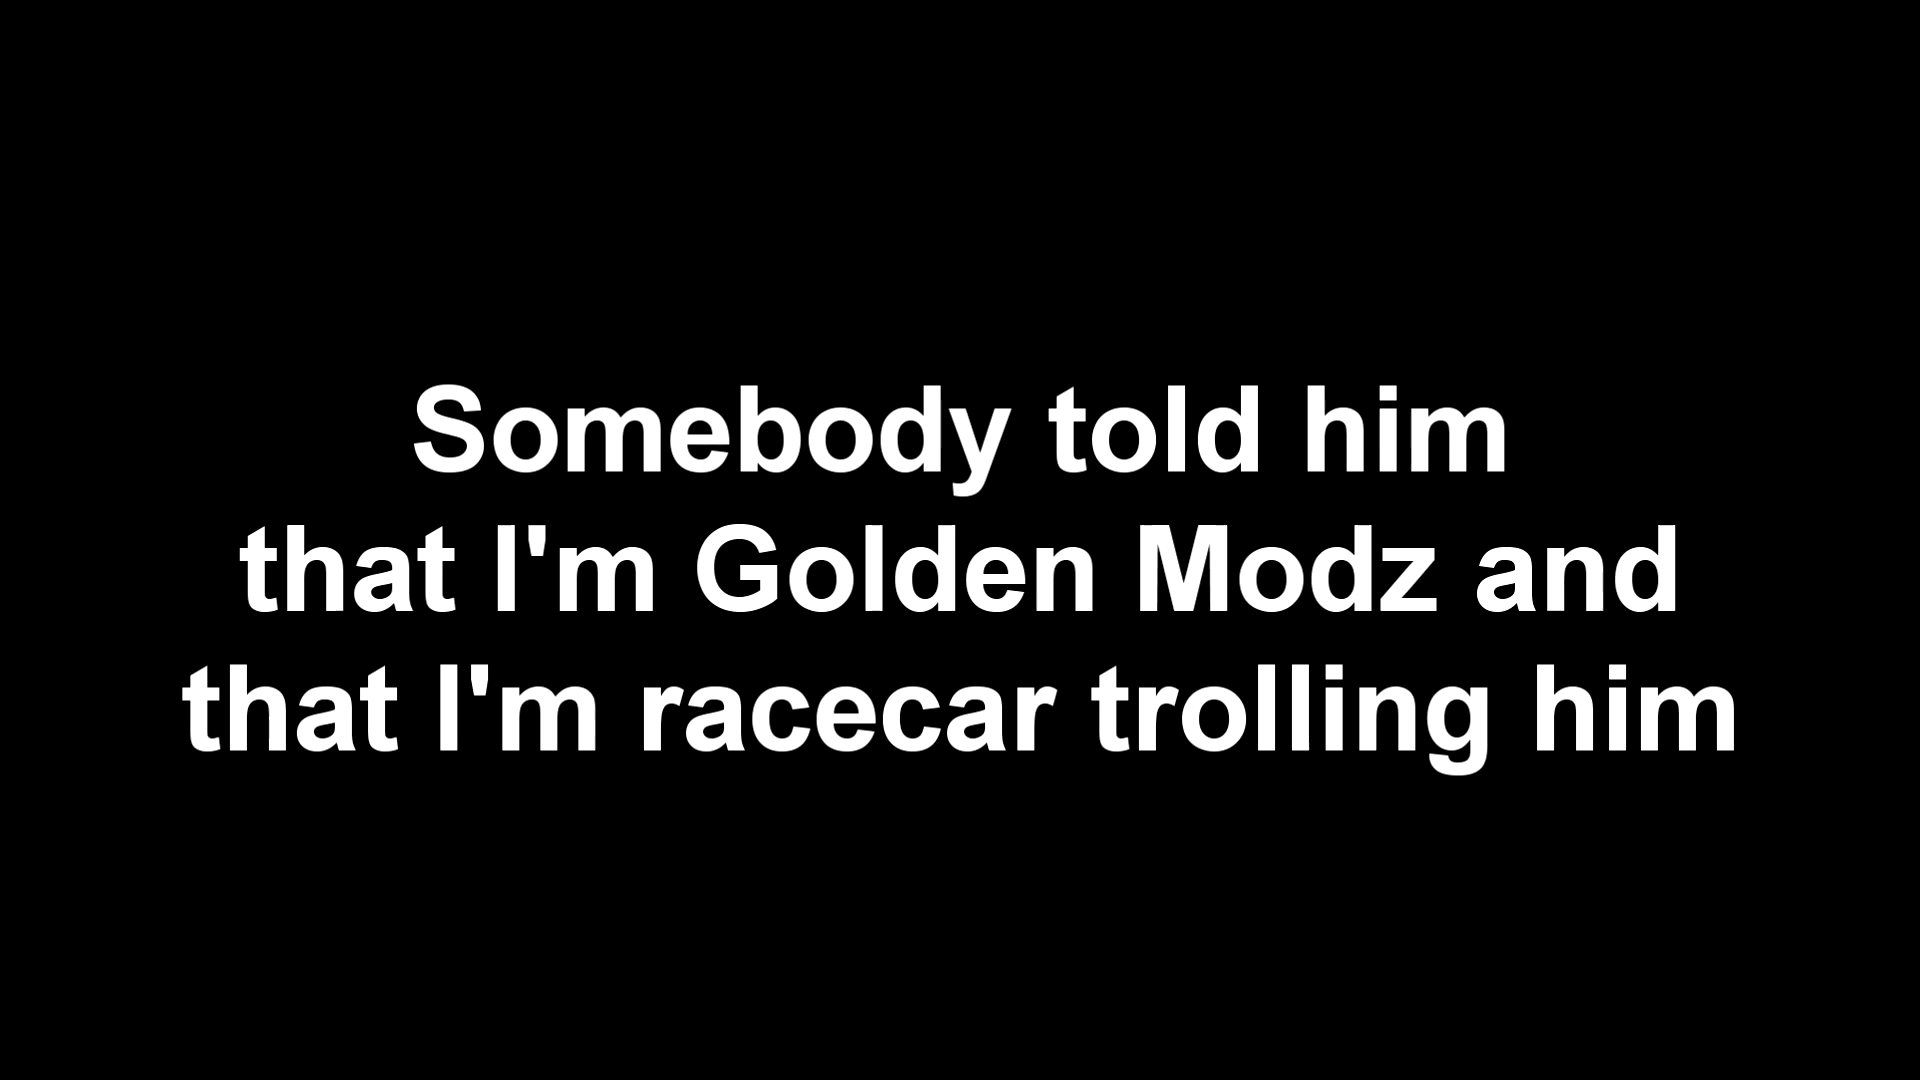 Somebody told him
that I'm Golden Modz and
that I'm racecar trolling him